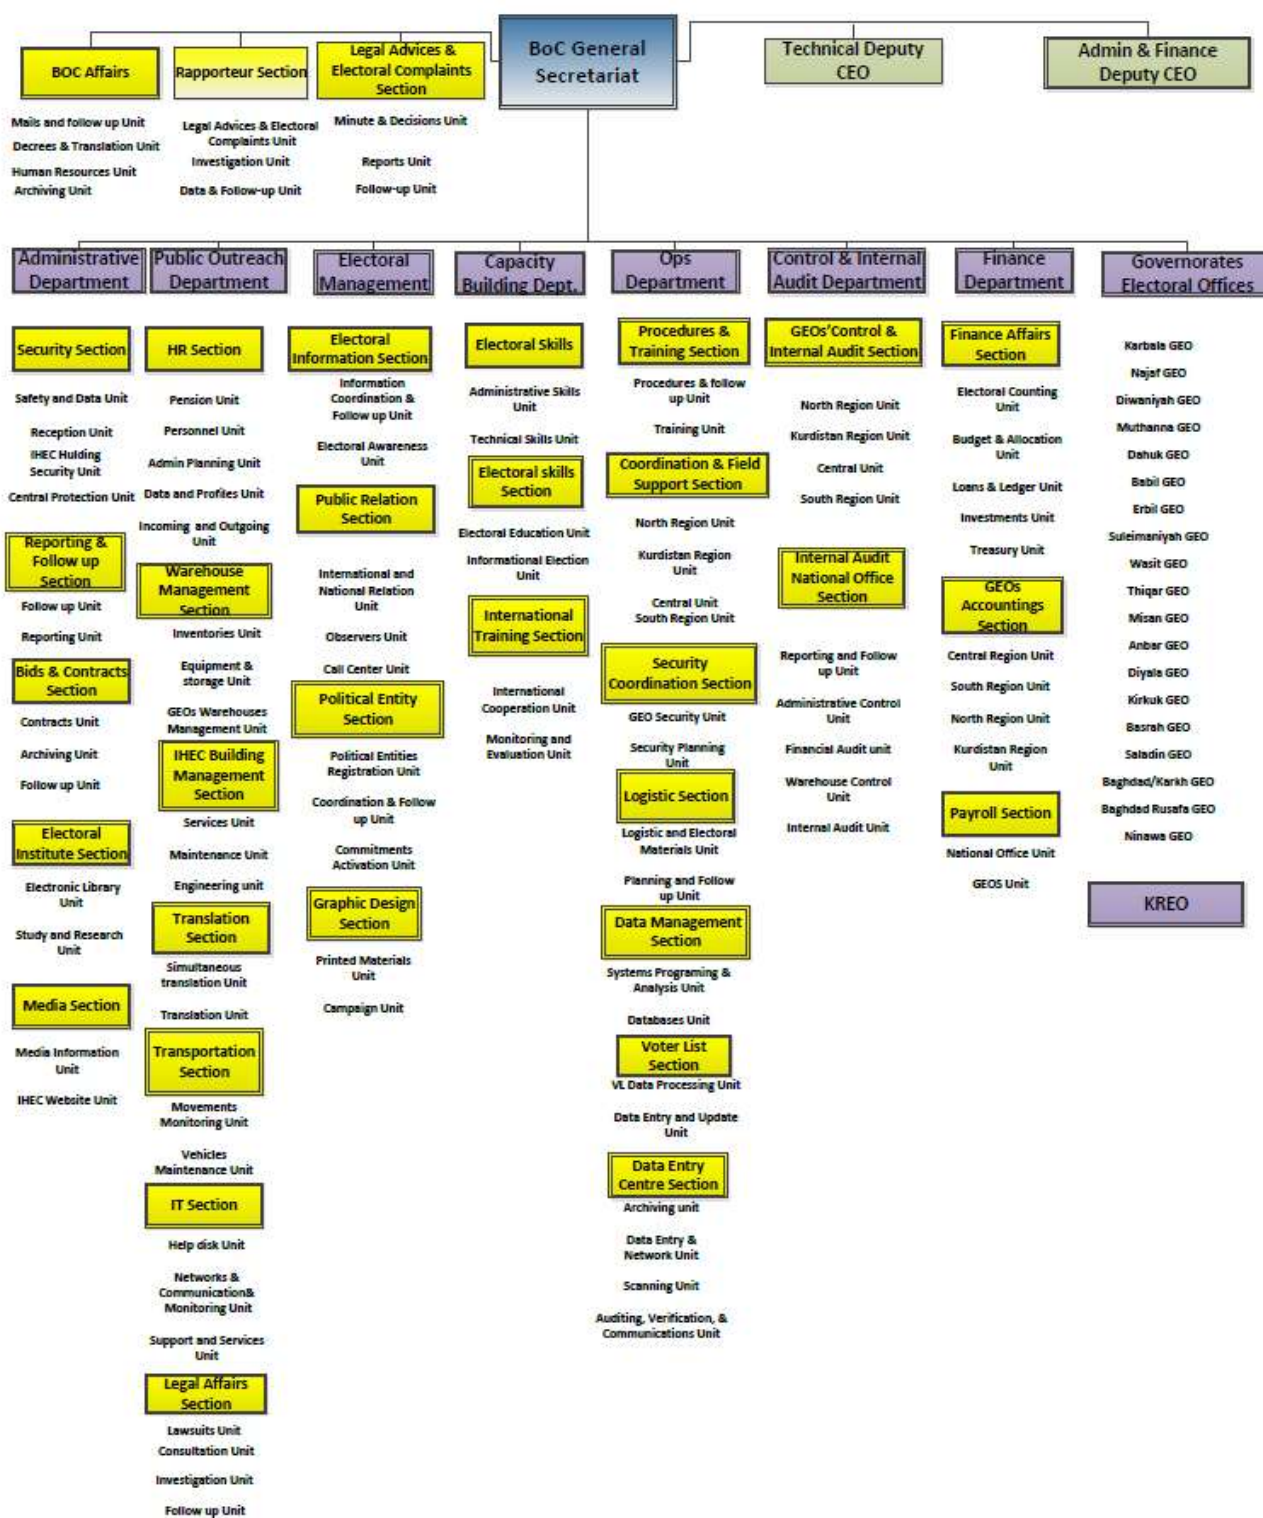 BOC Affairs
Mails and follow up Unit
Decrees & Translation Unit
Human Resources Unit
Archiving Unit
Rapporteur Section
Legal Advices & Electoral
Complaints Unit
Investigation Unit
Data & Follow-up Unit
Legal Advices &
Electoral Complaints
Section
Minute & Decisions Unit
Reports Unit
Follow-up Unit
BoC General
Secretariat
Technical Deputy
CEO
Admin & Finance
Deputy CEO
Administrative
Department
Security Section
Safety and Data Unit
Reception Unit
IHEC Hulding
Security Unit
Central Protection Unit
Reporting &
Follow up
Section
Follow up Unit
Reporting Unit
Bids & Contracts
Section
Contracts Unit
Archiving Unit
Follow up Unit
Electoral
Institute Section
Electronic Library
Unit
Study and Research
Unit
Media Section
Media Information
Unit
IHEC Website Unit
Public Outreach
Department
HR Section
Pension Unit
Personnel Unit
Admin Planning Unit
Data and Profiles Unit
Incoming and Outgoing
Unit
Warehouse
Management
Section
Inventories Unit
Equipment &
storage Unit
GEOs Warehouses
Management Unit
IHEC Building
Management
Section
Services Unit
Maintenance Unit
Engineering unit
Translation
Section
Simultaneous
translation Unit
Translation Unit
Transportation
Section
Movements
Monitoring Unit
Vehicles
Maintenance Unit
IT Section
Help disk Unit
Networks &
Communication&
Monitoring Unit
Support and Services
Unit
Legal Affairs
Section
Lawsuits Unit
Consultation Unit
Investigation Unit
Follow up Unit
Electoral
Management
Electoral
Information Section
Information
Coordination &
Follow up Unit
Electoral Awareness
Unit
Public Relation
Section
International and
National Relation
Unit
Observers Unit
Call Center Unit
Political Entity
Section
Political Entities
Registration Unit
Coordination & Follow
up Unit
Commitments
Activation Unit
Graphic Design
Section
Printed Materials
Unit
Campaign Unit
Capacity
Building Dept.
Electoral Skills
Administrative Skills
Unit
Technical Skills Unit
Electoral skills
Section
Electoral Education Unit
Informational Election
Unit
International
Training Section
International
Cooperation Unit
Monitoring and
Evaluation Unit
Ops
Department
Procedures &
Training Section
Procedures & follow
up Unit
Training Unit
Coordination & Field
Support Section
North Region Unit
Kurdistan Region
Unit
Central Unit
South Region Unit
Security
Coordination Section
GEO Security Unit
Security Planning
Unit
Logistic Section
Logistic and Electoral
Materials Unit
Planning and Follow
up Unit
Data Management
Section
Systems Programing &
Analysis Unit
Databases Unit
Voter List
Section
VL Data Processing Unit
Data Entry and Update
Unit
Data Entry
Centre Section
Archiving unit
Data Entry &
Network Unit
Scanning Unit
Auditing, Verification, &
Communications Unit
Control & Internal
Audit Department
GEOs'Control &
Internal Audit Section
North Region Unit
Kurdistan Region Unit
Central Unit
South Region Unit
Internal Audit
National Office
Section
Reporting and Follow
up Unit
Administrative Control
Unit
Financial Audit unit
Warehouse Control
Unit
Internal Audit Unit
Finance
Department
Finance Affairs
Section
Electoral Counting
Unit
Budget & Allocation
Unit
Loans & Ledger Unit
Investments Unit
Treasury Unit
GEOs
Accountings
Section
Central Region Unit
South Region Unit
North Region Unit
Kurdistan Region
Unit
Payroll Section
National Office Unit
GEOS Unit
Governorates
Electoral Offices
Karbala GEO
Najaf GEO
Diwaniyah GEO
Muthanna GEO
Dahuk GEO
Babil GEO
Erbil GEO
Suleimaniyah GEO
Wasit GEO
Thiqar GEO
Misan GEO
Anbar GEO
Diyala GEO
Kirkuk GEO
Basrah GEO
Saladin GEO
Baghdad/Karkh GEO
Baghdad Rusafa GEO
Ninawa GEO
KREO